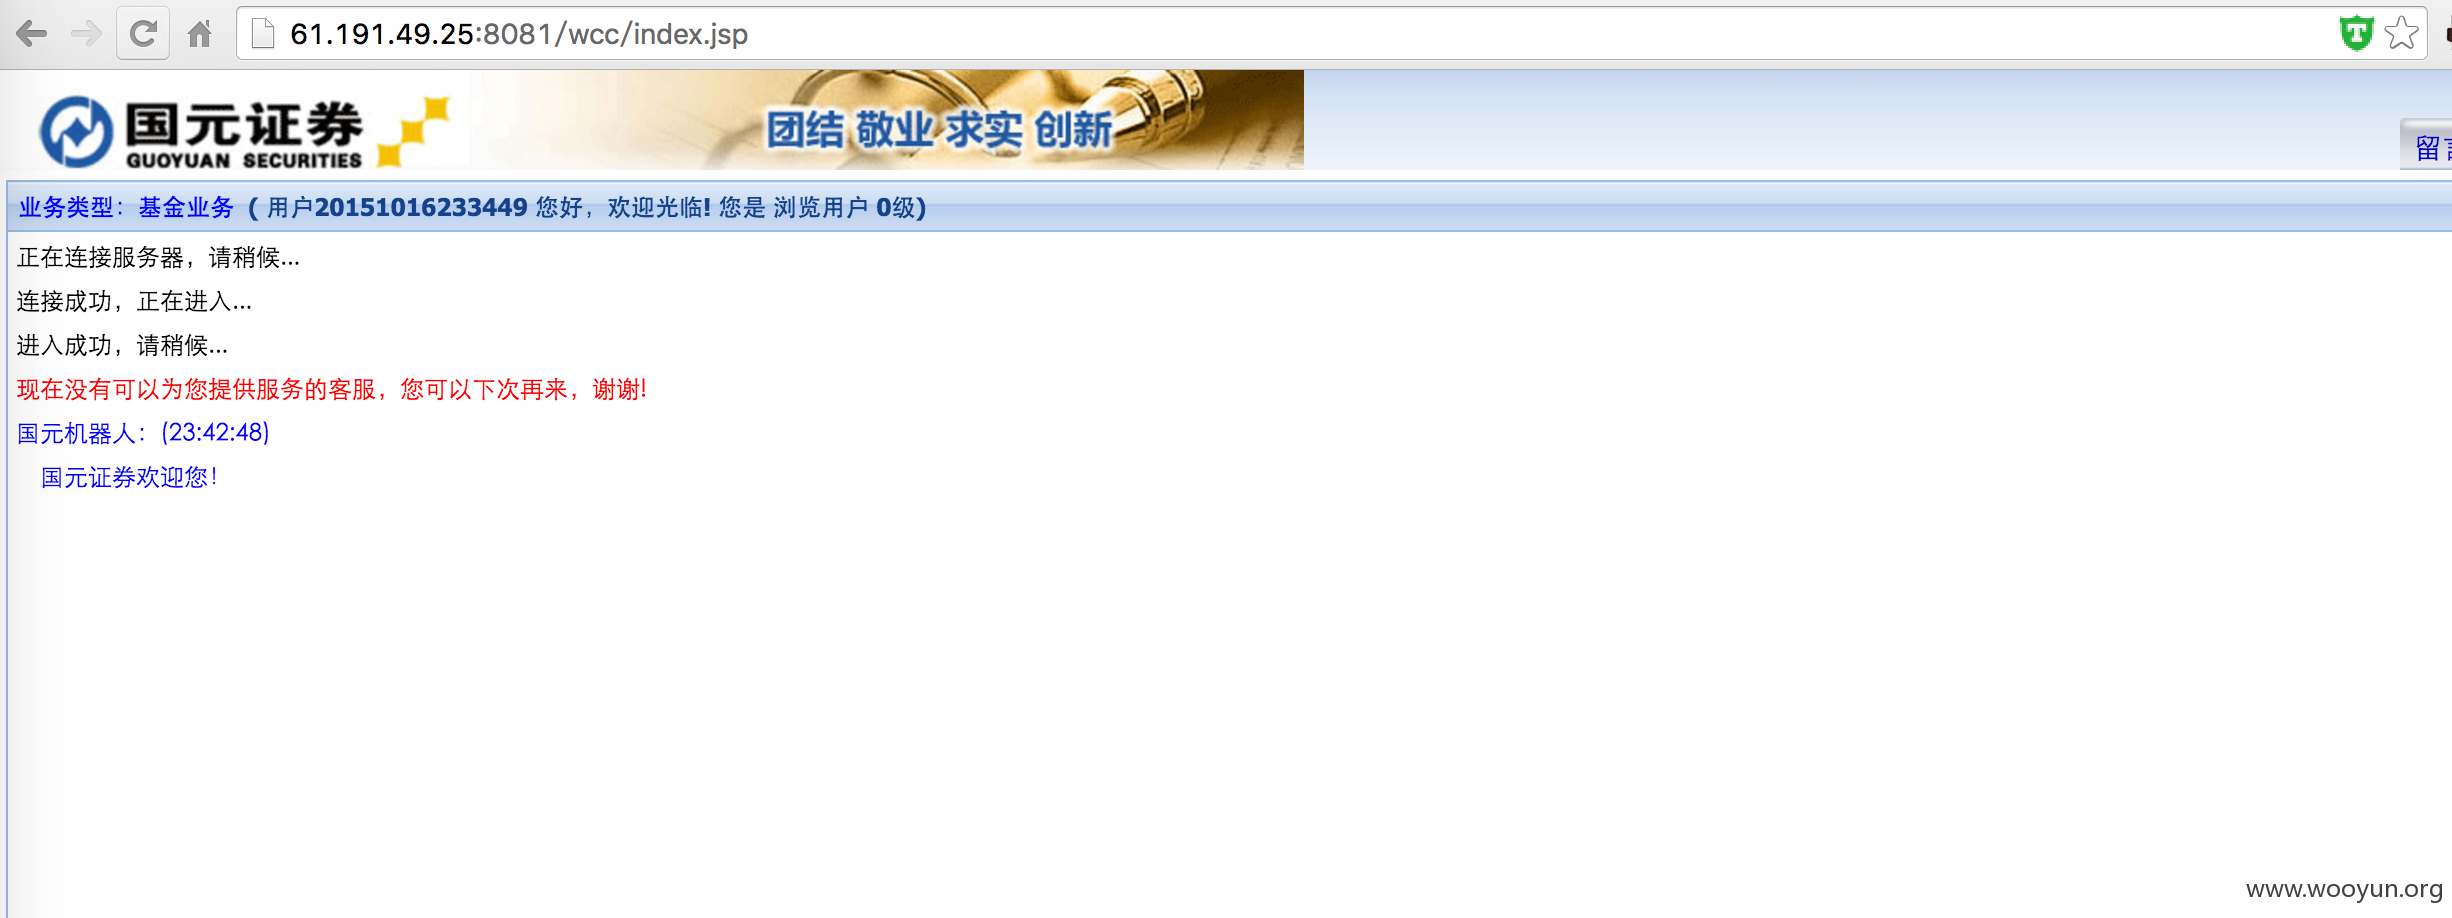 61.191.49.25:8081/wcc/index.jsp
国元证券
GUOYUAN SECURITIES
团结 敬业 求实 创新
业务类型：基金业务 ( 用户20151016233449 您好，欢迎光临! 您是 浏览用户 0级)
正在连接服务器，请稍候...
连接成功，正在进入...
进入成功，请稍候...
现在没有可以为您提供服务的客服，您可以下次再来，谢谢!
国元机器人：(23:42:48)
国元证券欢迎您！
www.wooyun.org